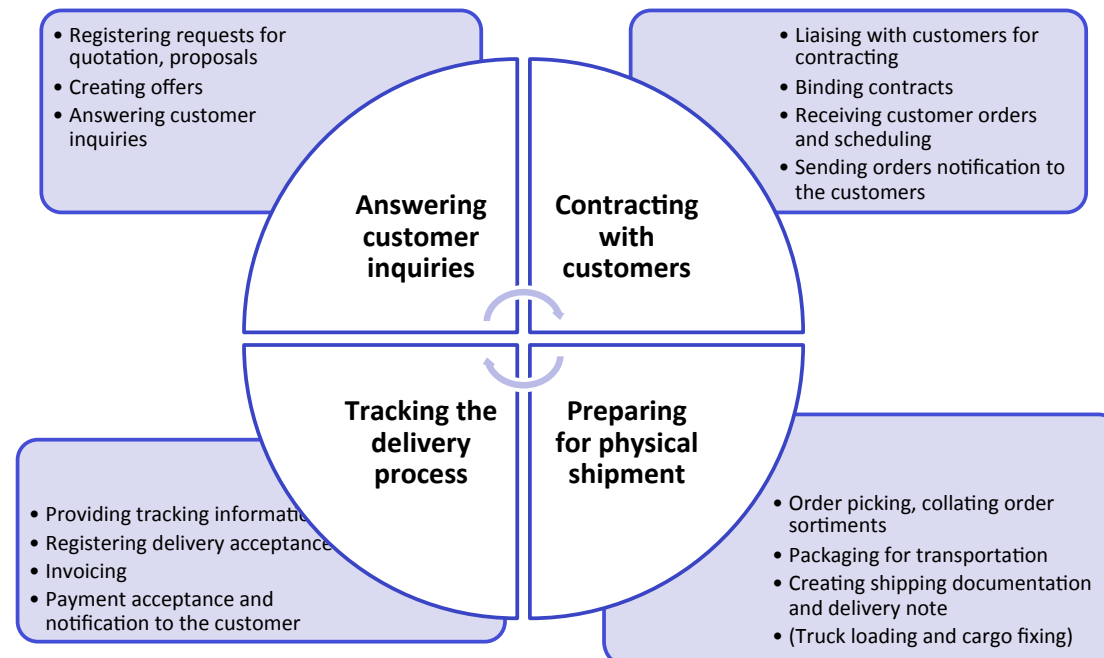 • Registering requests for
quotation, proposals
• Creating offers
• Answering customer
inquiries
• Liaising with customers for
contracting
• Binding contracts
• Receiving customer orders
and scheduling
• Sending orders notification to
the customers
Answering
customer
inquiries
Contracting
with
customers
Tracking the
delivery
process
Preparing
for physical
shipment
• Providing tracking informatio
• Registering delivery acceptance
• Invoicing
• Payment acceptance and
notification to the customer
• Order picking, collating order
sortiments
• Packaging for transportation
• Creating shipping documentation
and delivery note
• (Truck loading and cargo fixing)